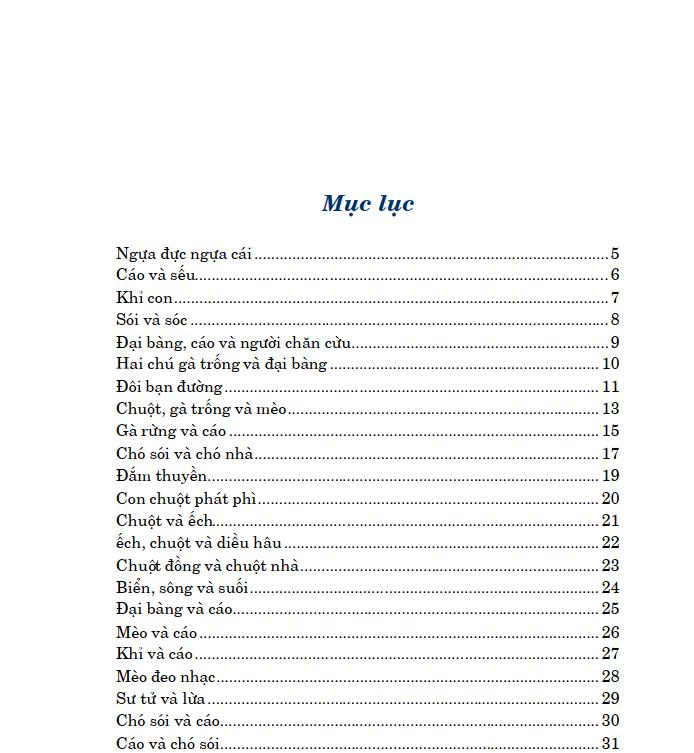 Mục lục
Ngựa đực ngựa cái ..................................................................................... 5
Cáo và sếu.................................................................................................. 6
Khỉ con........................................................................................................ 7
Sói và sóc .................................................................................................... 8
Đại bàng, cáo và người chăn cừu............................................................. 9
Hai chú gà trống và đại bàng ................................................................ 10
Đôi bạn đường.......................................................................................... 11
Chuột, gà trống và mèo........................................................................... 13
Gà rừng và cáo ........................................................................................ 15
Chó sói và chó nhà................................................................................... 17
Đắm thuyền.............................................................................................. 19
Con chuột phát phì.................................................................................. 20
Chuột và ếch............................................................................................. 21
ếch, chuột và diều hâu ............................................................................ 22
Chuột đồng và chuột nhà........................................................................ 23
Biển, sông và suối.................................................................................... 24
Đại bàng và cáo........................................................................................ 25
Mèo và cáo ................................................................................................ 26
Khỉ và cáo ................................................................................................. 27
Mèo đeo nhạc............................................................................................ 28
Sư tử và lừa .............................................................................................. 29
Chó sói và cáo........................................................................................... 30
Cáo và chó sói........................................................................................... 31